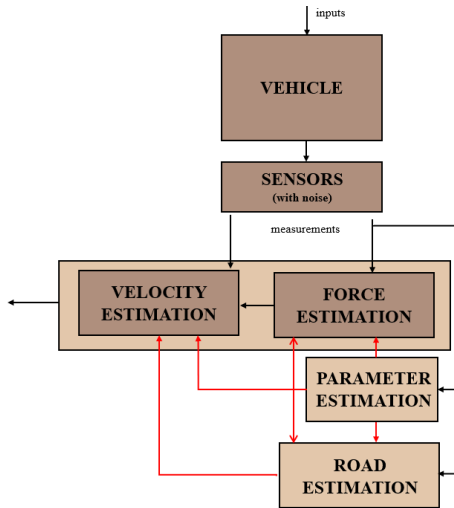 inputs
VEHICLE
SENSORS
(with noise)
measurements
VELOCITY
ESTIMATION
FORCE
ESTIMATION
PARAMETER
ESTIMATION
ROAD
ESTIMATION